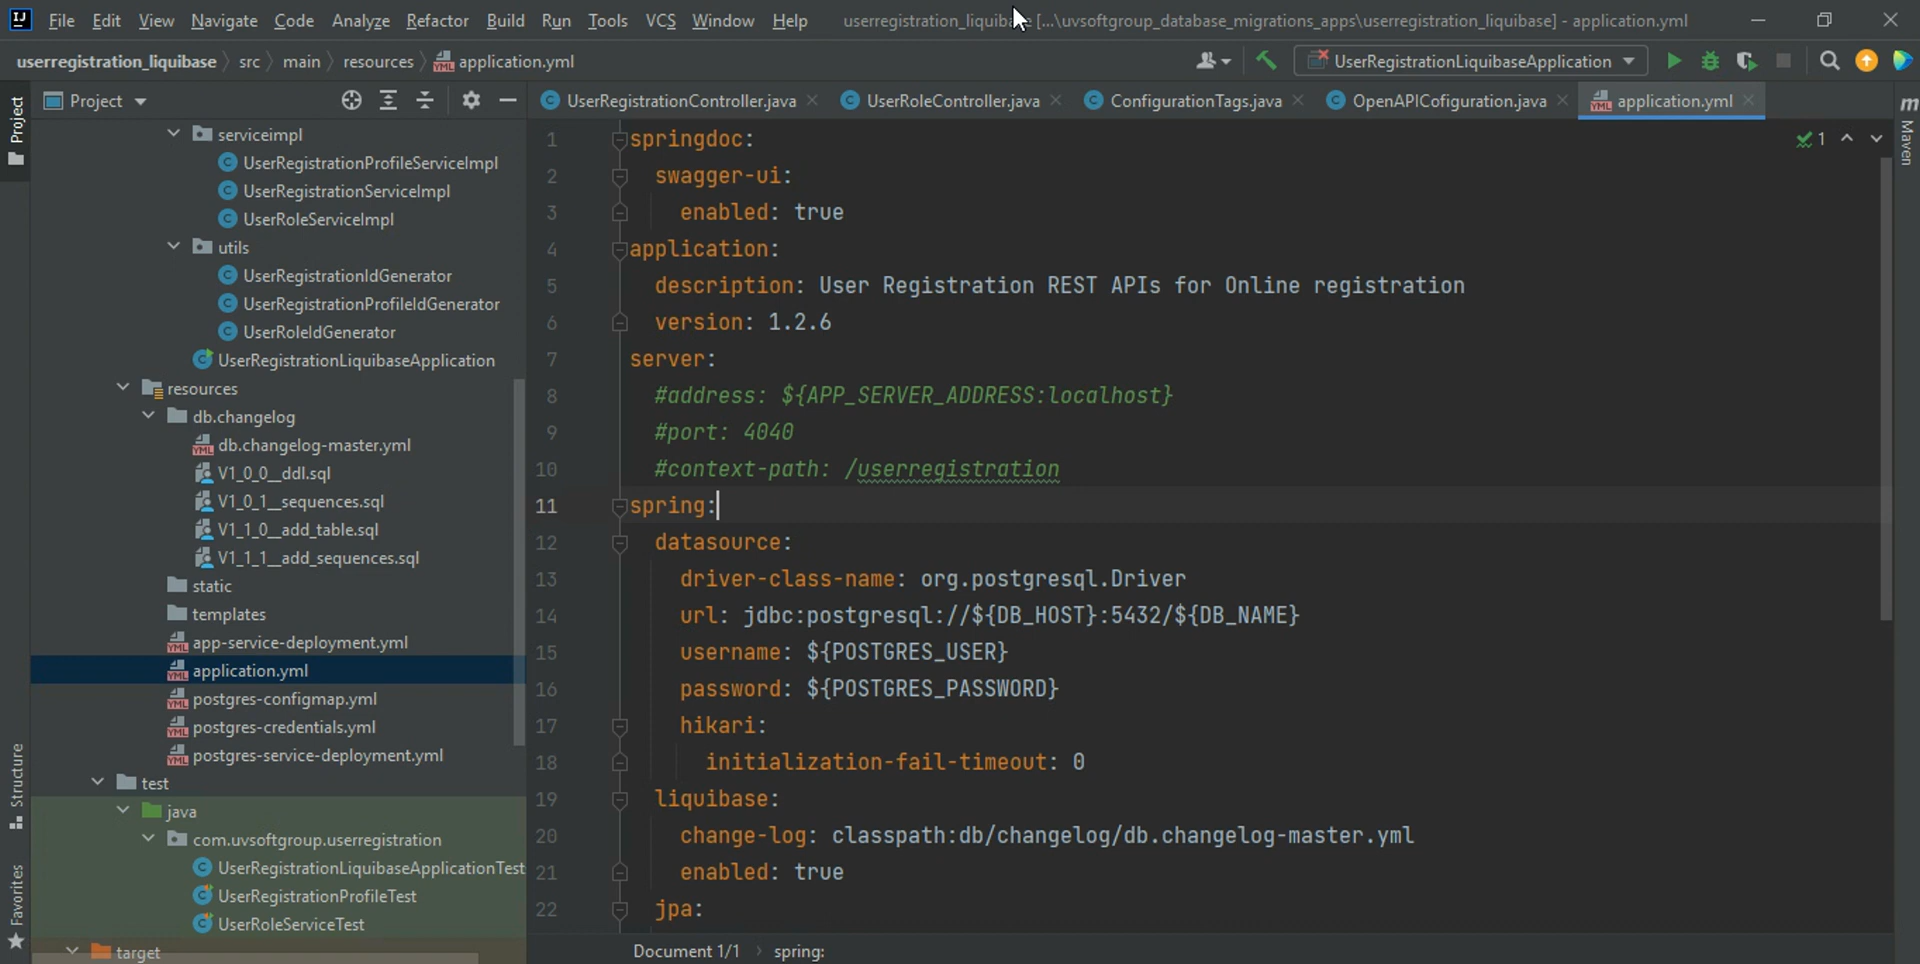 File Edit View Navigate Code Analyze Refactor Build Run Tools VCS Window Help userregistration_liquibase [...\uvsoftgroup_database_migrations_apps\userregistration_liquibase] - application.yml
userregistration_liquibase src main resources application.yml UserRegistrationLiquibaseApplication
Project UserRegistrationController.java UserRoleController.java ConfigurationTags.java OpenAPICofiguration.java application.yml
Project
Structure
Favorites
Maven
serviceimpl
UserRegistrationProfileServiceImpl
UserRegistrationServiceImpl
UserRoleServiceImpl
utils
UserRegistrationIdGenerator
UserRegistrationProfileIdGenerator
UserRoleIdGenerator
UserRegistrationLiquibaseApplication
resources
db.changelog
db.changelog-master.yml
V1_0_0__ddl.sql
V1_0_1__sequences.sql
V1_1_0__add_table.sql
V1_1_1__add_sequences.sql
static
templates
app-service-deployment.yml
application.yml
postgres-configmap.yml
postgres-credentials.yml
postgres-service-deployment.yml
test
java
com.uvsoftgroup.userregistration
UserRegistrationLiquibaseApplicationTest
UserRegistrationProfileTest
UserRoleServiceTest
target
1 springdoc:
2 swagger-ui:
3 enabled: true
4 application:
5 description: User Registration REST APIs for Online registration
6 version: 1.2.6
7 server:
8 #address: ${APP_SERVER_ADDRESS:localhost}
9 #port: 4040
10 #context-path: /userregistration
11 spring:
12 datasource:
13 driver-class-name: org.postgresql.Driver
14 url: jdbc:postgresql://${DB_HOST}:5432/${DB_NAME}
15 username: ${POSTGRES_USER}
16 password: ${POSTGRES_PASSWORD}
17 hikari:
18 initialization-fail-timeout: 0
19 liquibase:
20 change-log: classpath:db/changelog/db.changelog-master.yml
21 enabled: true
22 jpa:
1
Document 1/1 spring: